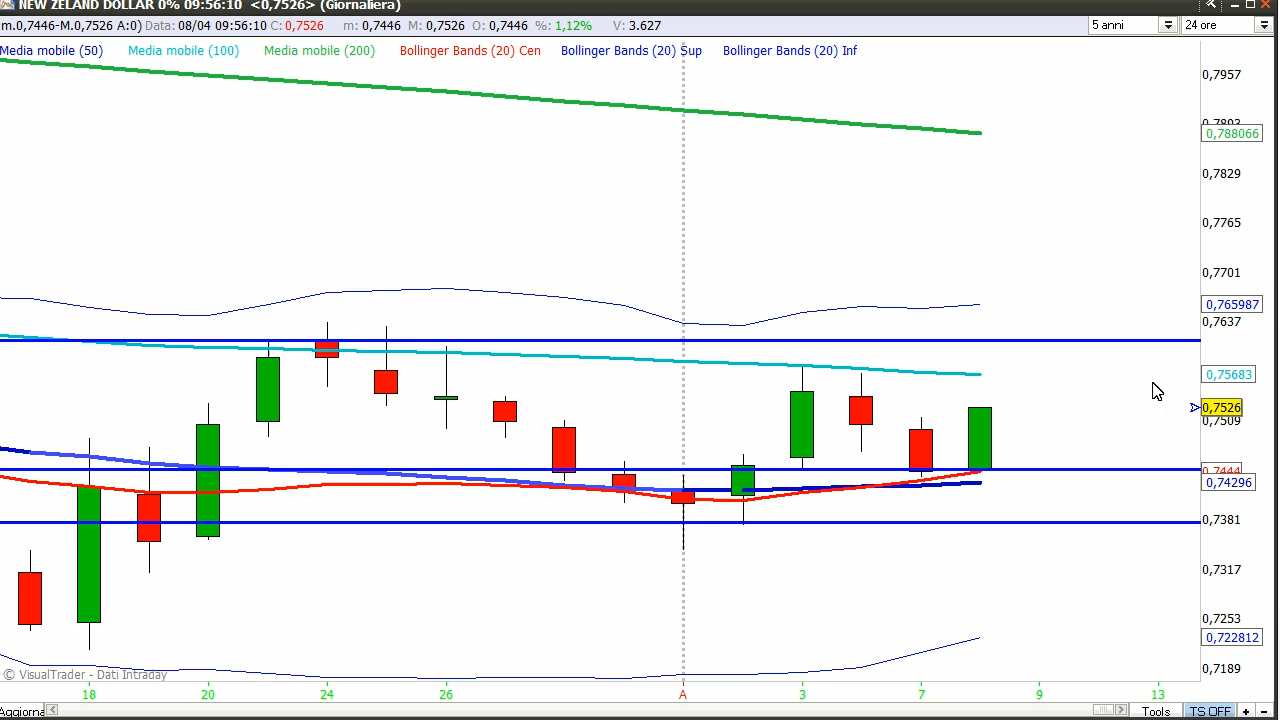 NEW ZELAND DOLLAR 0% 09:56:10 <0,7526> (Giornaliera)
m.0,7446-M.0,7526 A:0) Data: 08/04 09:56:10 C: 0,7526 m: 0,7446 M: 0,7526 O: 0,7446 %: 1,12% V: 3.627
5 anni 24 ore
Media mobile (50) Media mobile (100) Media mobile (200) Bollinger Bands (20) Cen Bollinger Bands (20) Sup Bollinger Bands (20) Inf
0,7957
0,7893
0,788066
0,7829
0,7765
0,7701
0,765987
0,7637
0,75683
0,7526
0,7509
0,7444
0,74296
0,7381
0,7317
0,7253
0,722812
0,7189
© VisualTrader - Dati Intraday
18 20 24 26 A 3 7 9 13
Aggiorna Tools TS OFF + -